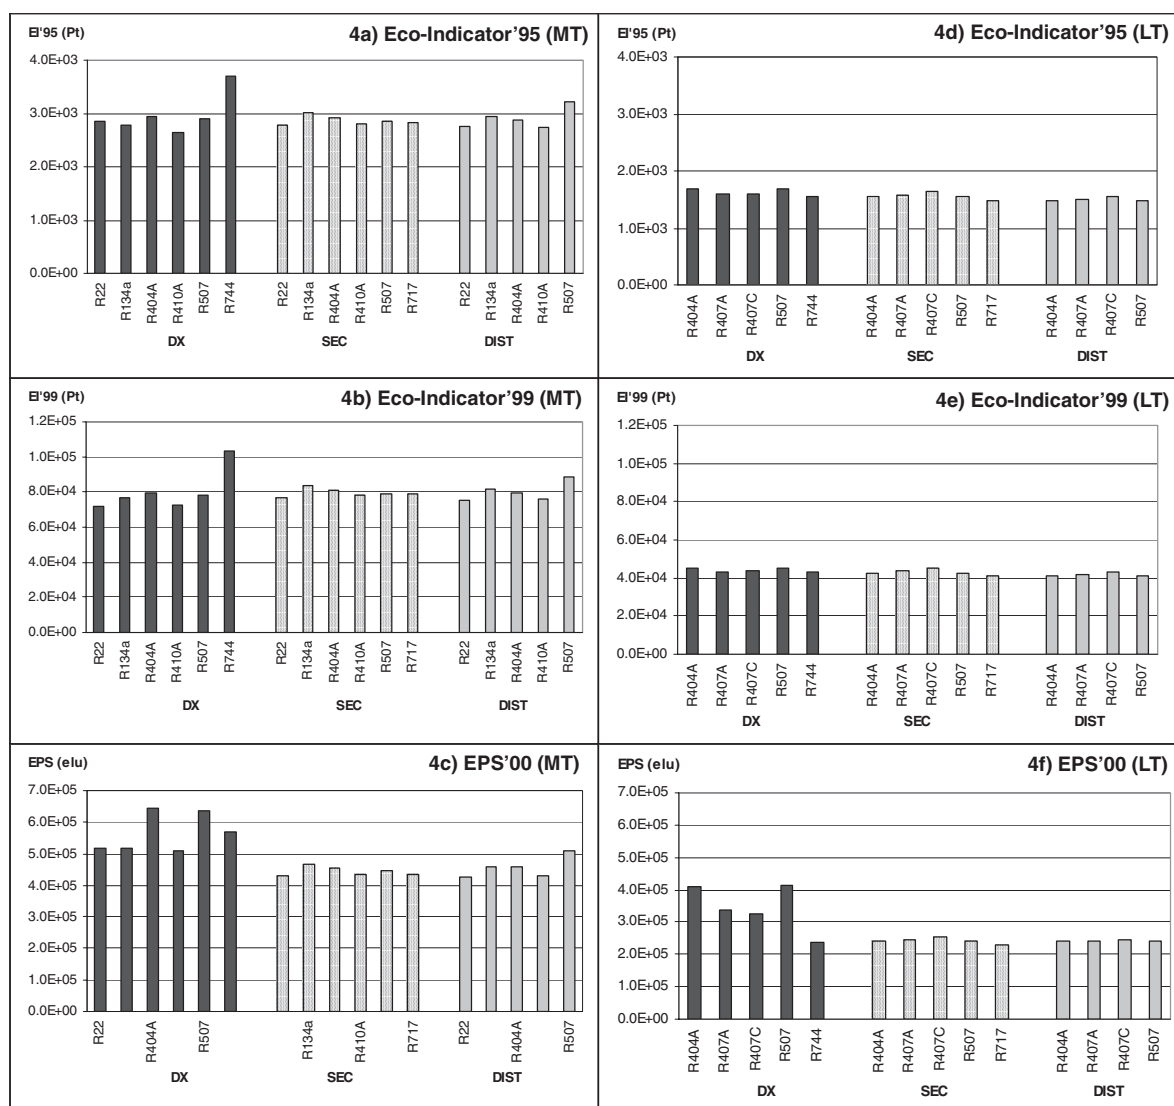 EI'95 (Pt)
4a) Eco-Indicator'95 (MT)
4.0E+03
3.0E+03
2.0E+03
1.0E+03
0.0E+00
R22 R134a R404A R410A R507 R744 R22 R134a R404A R410A R507 R717 R22 R134a R404A R410A R507
DX SEC DIST
EI'95 (Pt)
4d) Eco-Indicator'95 (LT)
4.0E+03
3.0E+03
2.0E+03
1.0E+03
0.0E+00
R404A R407A R407C R507 R744 R404A R407A R407C R507 R717 R404A R407A R407C R507
DX SEC DIST
EI'99 (Pt)
4b) Eco-Indicator'99 (MT)
1.2E+05
1.0E+05
8.0E+04
6.0E+04
4.0E+04
2.0E+04
0.0E+00
R22 R134a R404A R410A R507 R744 R22 R134a R404A R410A R507 R717 R22 R134a R404A R410A R507
DX SEC DIST
EI'99 (Pt)
4e) Eco-Indicator'99 (LT)
1.2E+05
1.0E+05
8.0E+04
6.0E+04
4.0E+04
2.0E+04
0.0E+00
R404A R407A R407C R507 R744 R404A R407A R407C R507 R717 R404A R407A R407C R507
DX SEC DIST
EPS (elu)
4c) EPS'00 (MT)
7.0E+05
6.0E+05
5.0E+05
4.0E+05
3.0E+05
2.0E+05
1.0E+05
0.0E+00
R22 R404A R507 R134a R410A R717 R22 R404A R507
DX SEC DIST
EPS (elu)
4f) EPS'00 (LT)
7.0E+05
6.0E+05
5.0E+05
4.0E+05
3.0E+05
2.0E+05
1.0E+05
0.0E+00
R404A R407A R407C R507 R744 R404A R407A R407C R507 R717 R404A R407A R407C R507
DX SEC DIST